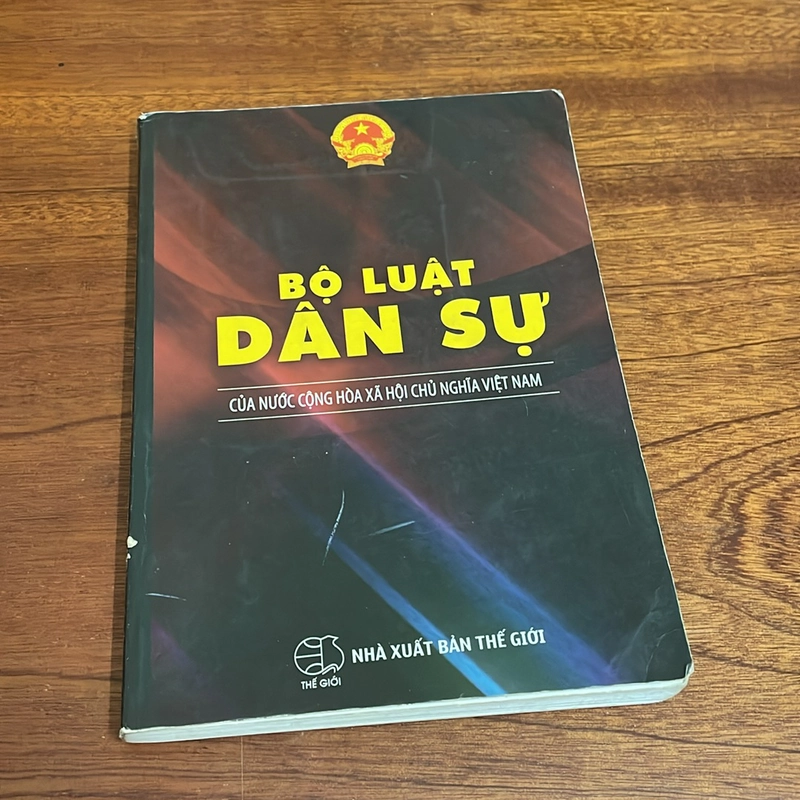 BỘ LUẬT
DÂN SỰ
CỦA NƯỚC CỘNG HÒA XÃ HỘI CHỦ NGHĨA VIỆT NAM
NHÀ XUẤT BẢN THẾ GIỚI
THẾ GIỚI